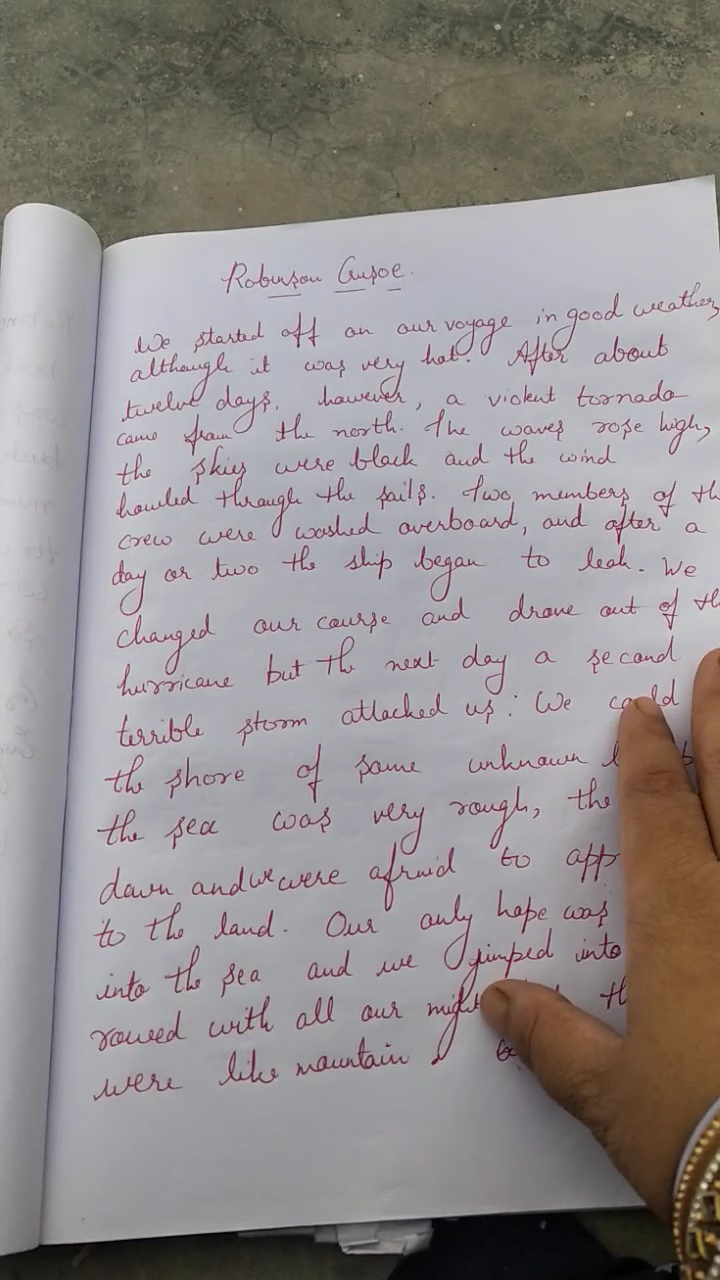 Robinson Cusoe.
We started off on our voyage in good weather,
although it was very hot. After about
twelve days, however, a violent tornado
came from the north. The waves rose high,
the skies were black and the wind
howled through the sails. Two members of th
crew were washed overboard, and after a
day or two the ship began to leak. We
changed our course and drove out of th
hurricane but the next day a second
terrible storm attacked us: We could
the shore of some unknown
the sea was very rough, the
down and we were afraid to app
to the land. Our only hope was
into the sea and we jumped into
rowed with all our might th
were like mountain